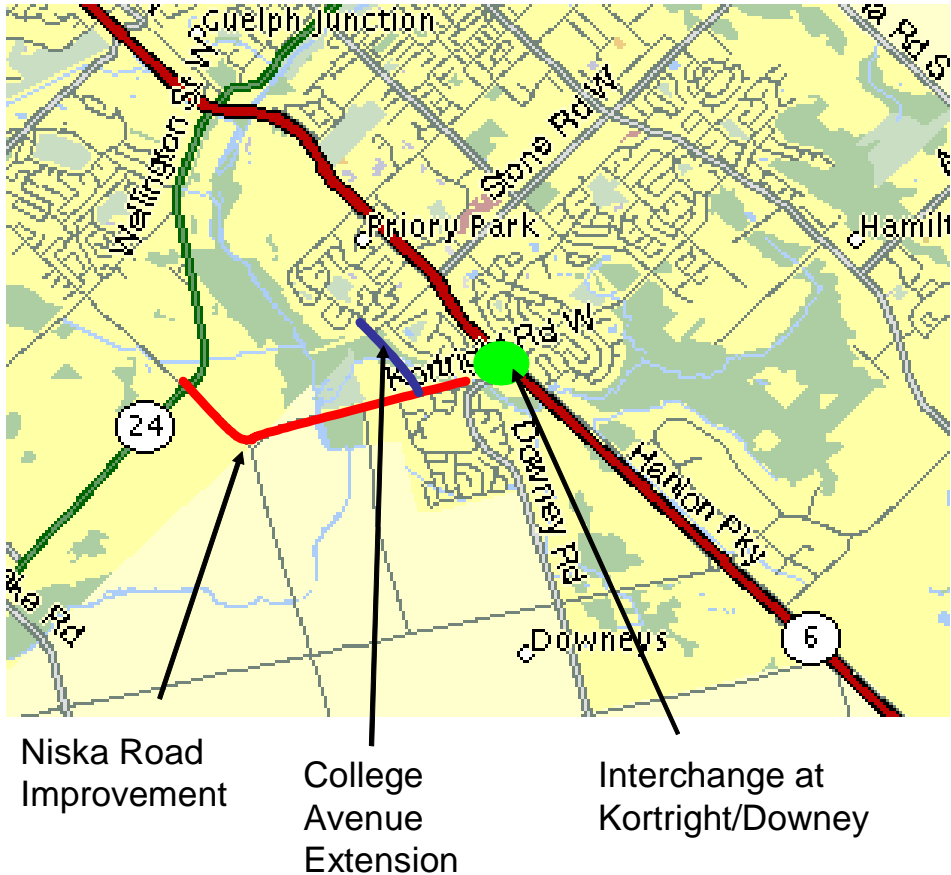 Guelph Junction
Wellington St W
Stone Rd W
Priory Park
Hamilt
Kortright Rd W
24
Downey Rd
Hanlon Pky
ke Rd
6
Downeys
Niska Road
Improvement
College
Avenue
Extension
Interchange at
Kortright/Downey